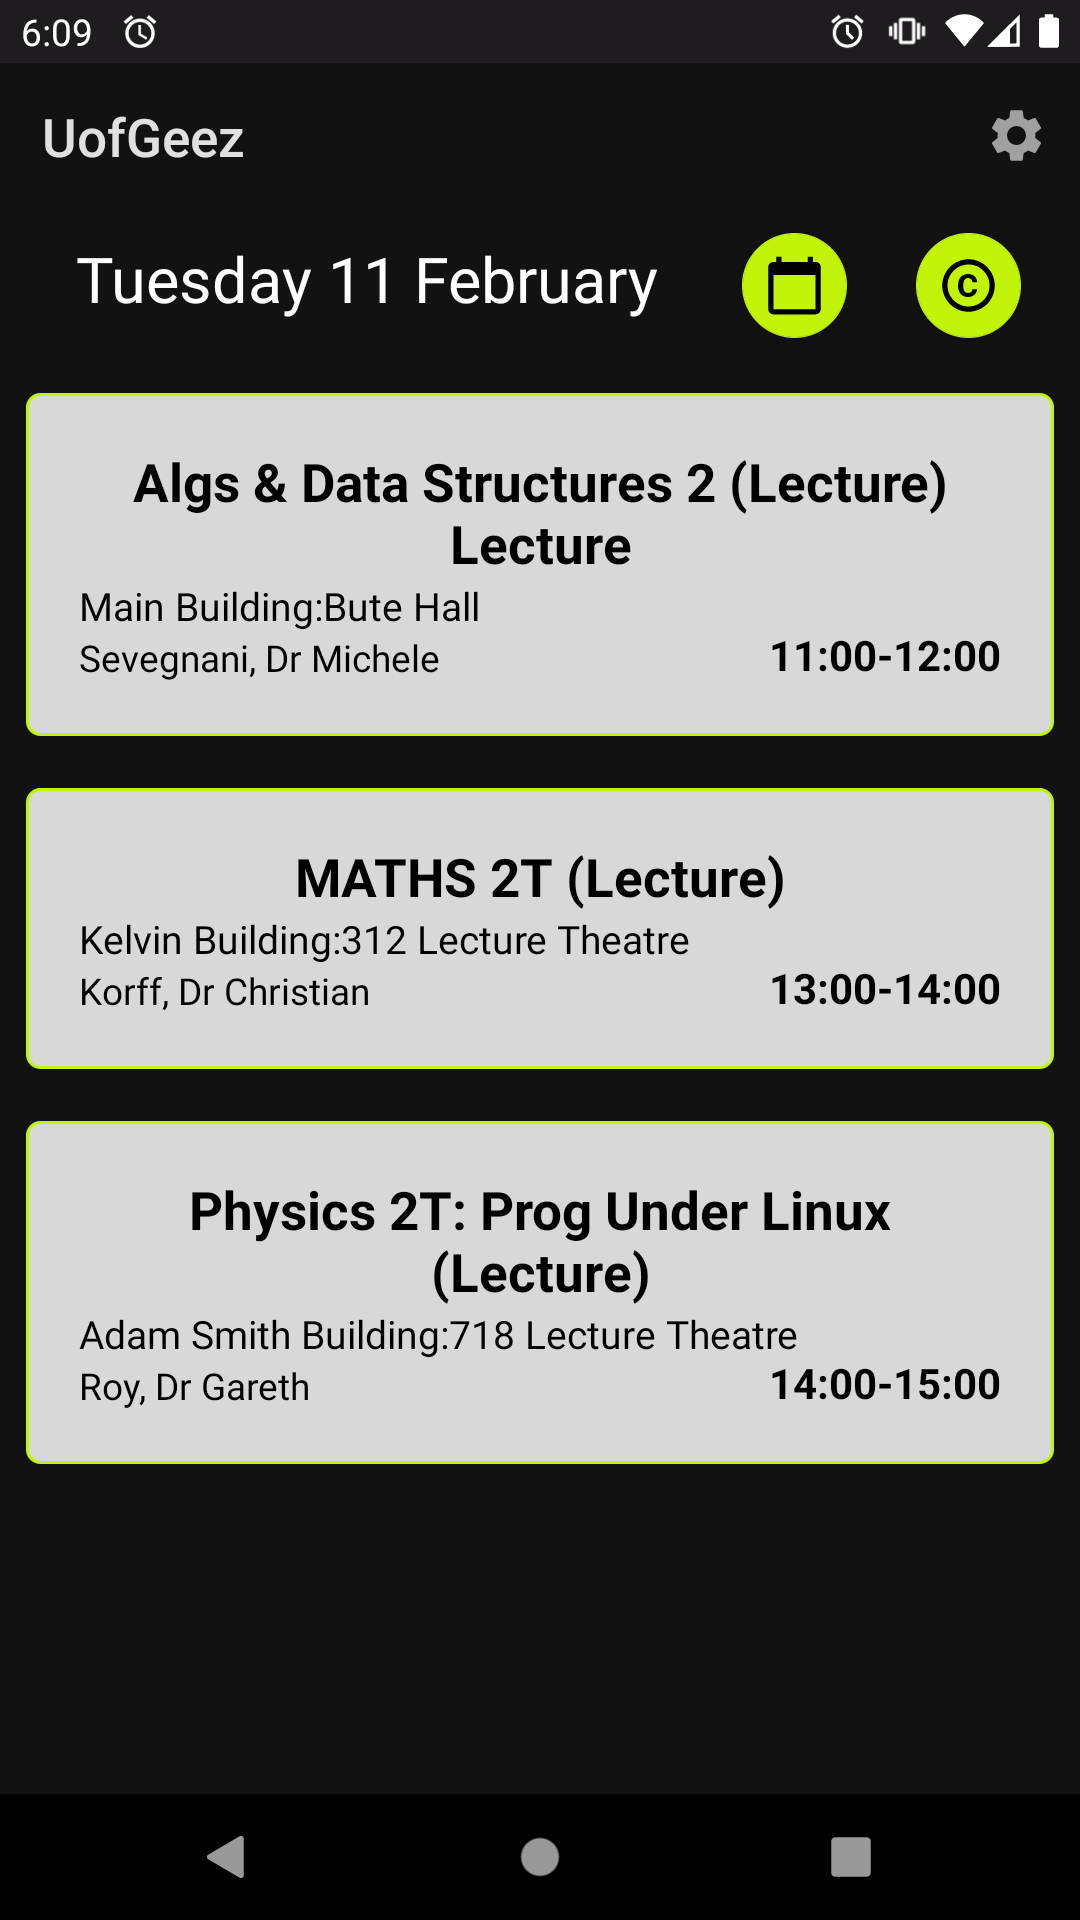 6:09
UofGeez
Tuesday 11 February
C
Algs & Data Structures 2 (Lecture)
Lecture
Main Building:Bute Hall
Sevegnani, Dr Michele
11:00-12:00
MATHS 2T (Lecture)
Kelvin Building:312 Lecture Theatre
Korff, Dr Christian
13:00-14:00
Physics 2T: Prog Under Linux
(Lecture)
Adam Smith Building:718 Lecture Theatre
Roy, Dr Gareth
14:00-15:00